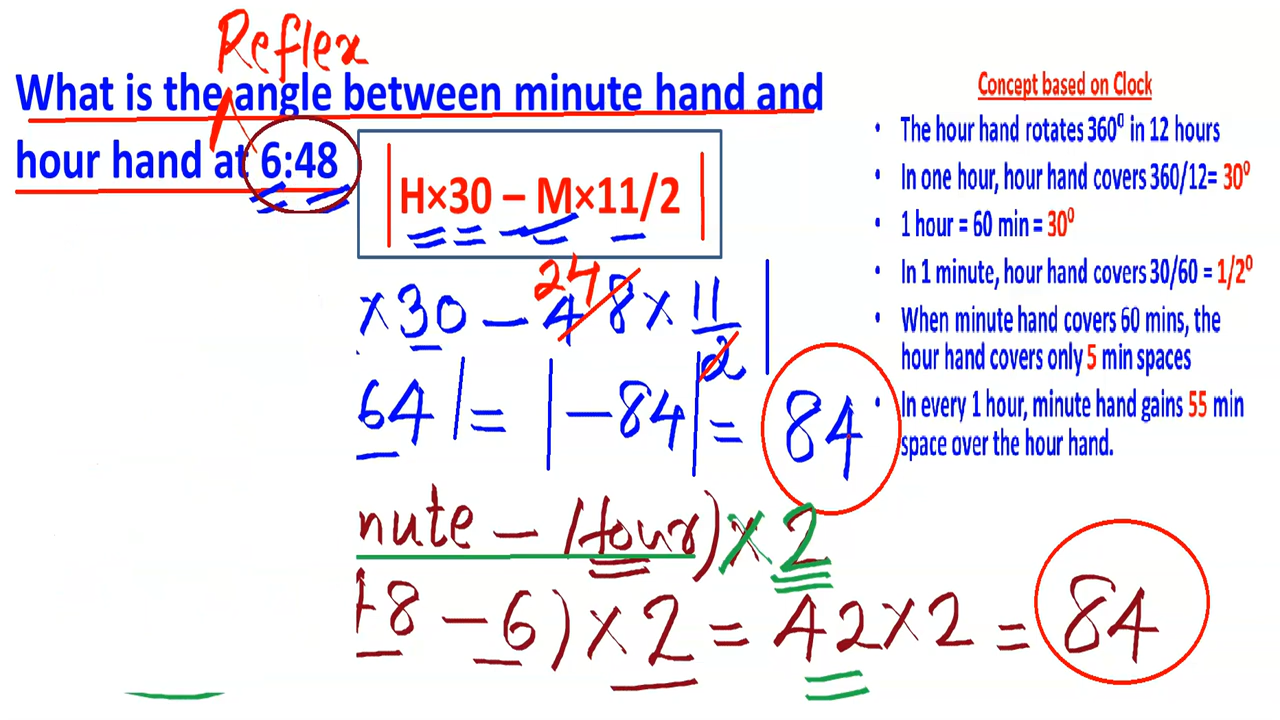 Reflex
What is the angle between minute hand and
hour hand at 6:48
|H×30 – M×11/2|
×30 – 48×11/2|
24
64| = |–84| = 84
nute – Hour)×2
8 – 6)×2 = 42×2 = 84
Concept based on Clock
• The hour hand rotates 360⁰ in 12 hours
• In one hour, hour hand covers 360/12= 30⁰
• 1 hour = 60 min = 30⁰
• In 1 minute, hour hand covers 30/60 = 1/2⁰
• When minute hand covers 60 mins, the
hour hand covers only 5 min spaces
• In every 1 hour, minute hand gains 55 min
space over the hour hand.